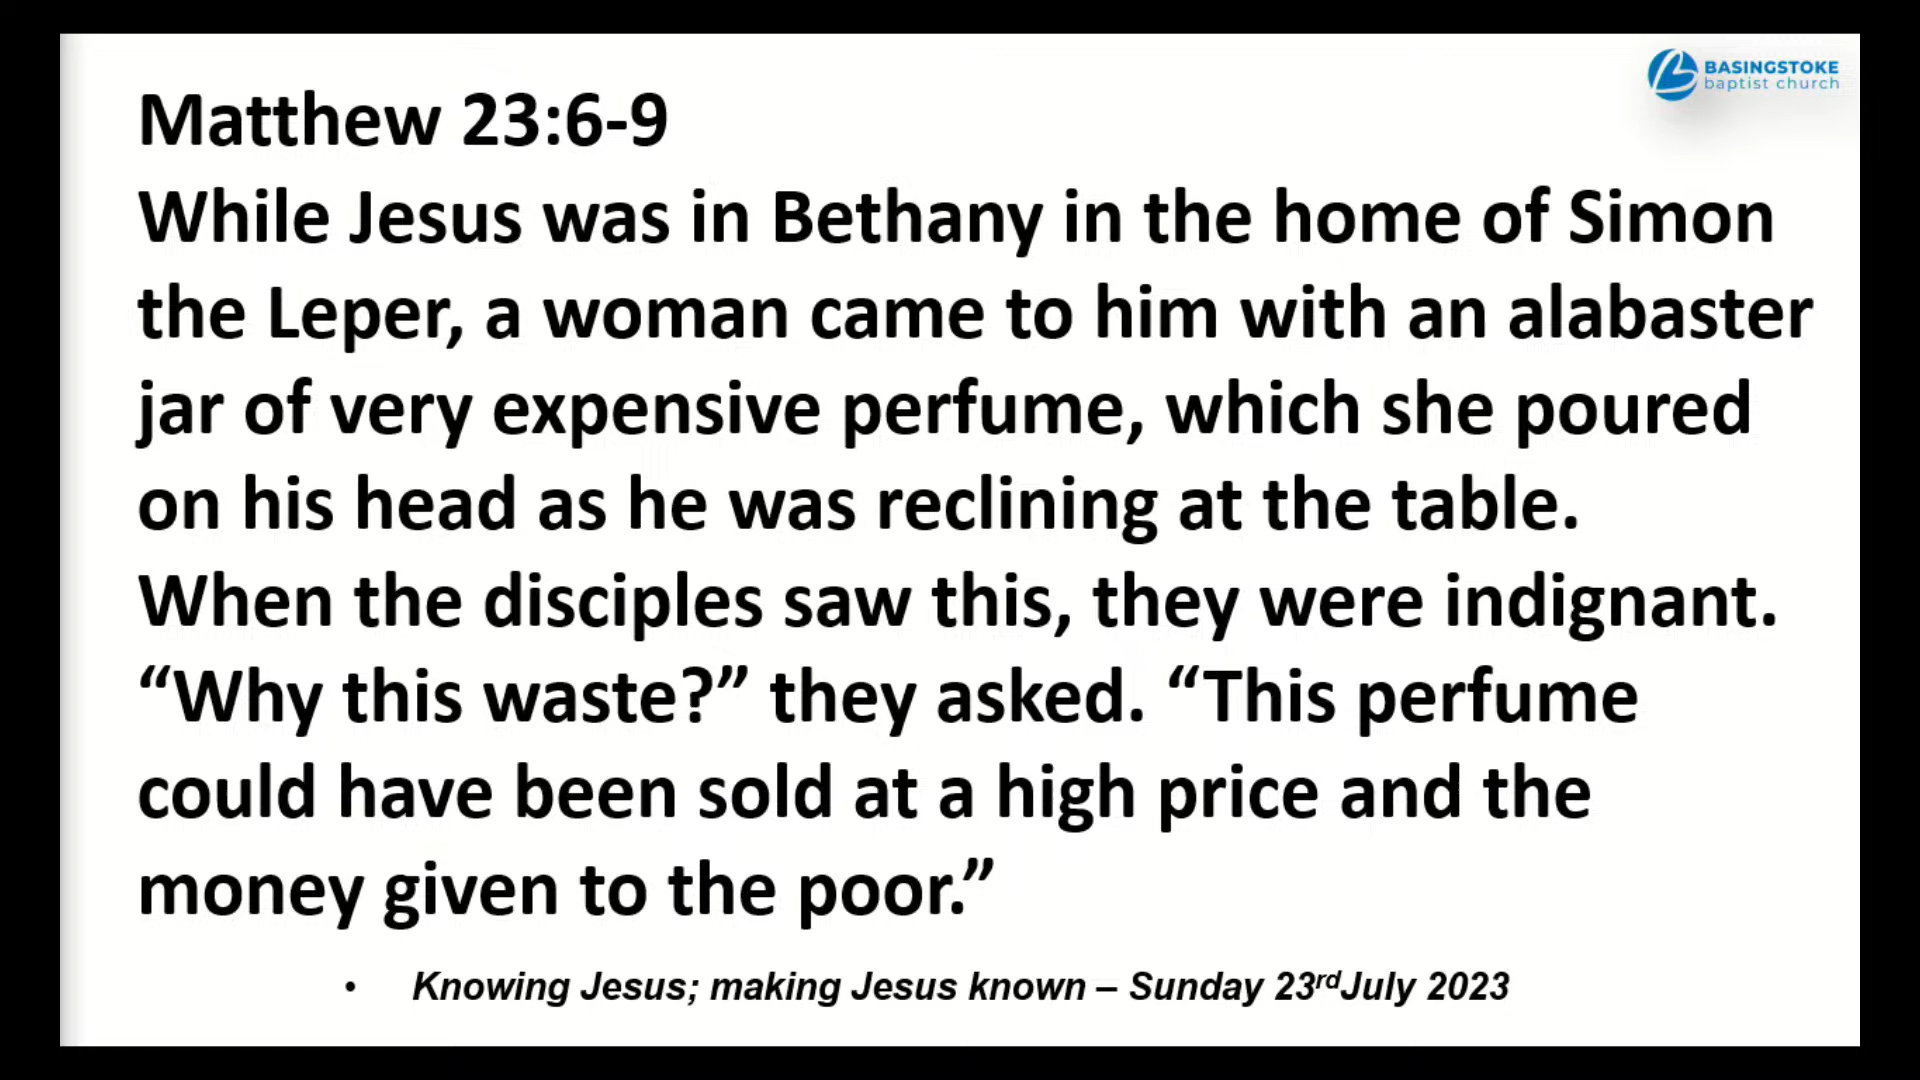 BASINGSTOKE
baptist church
Matthew 23:6-9
While Jesus was in Bethany in the home of Simon
the Leper, a woman came to him with an alabaster
jar of very expensive perfume, which she poured
on his head as he was reclining at the table.
When the disciples saw this, they were indignant.
“Why this waste?” they asked. “This perfume
could have been sold at a high price and the
money given to the poor.”
• Knowing Jesus; making Jesus known – Sunday 23rdJuly 2023